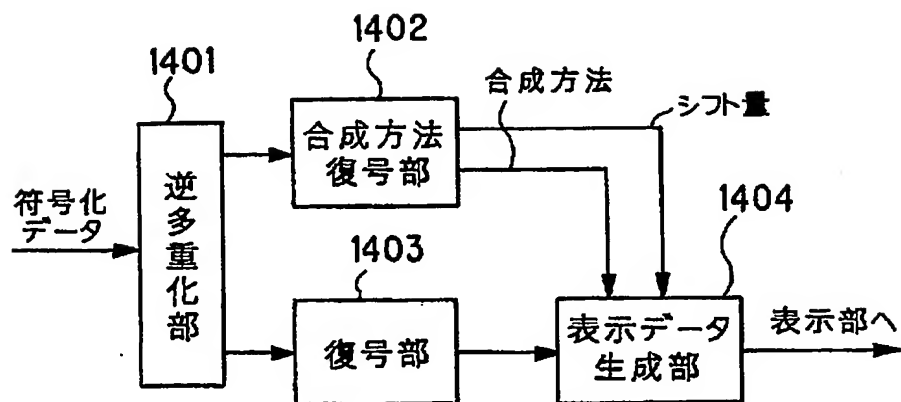 1402
1401
合成方法
シフト量
合成方法
復号部
符号化
データ
逆多重化部
1404
1403
復号部
表示データ
生成部
表示部へ